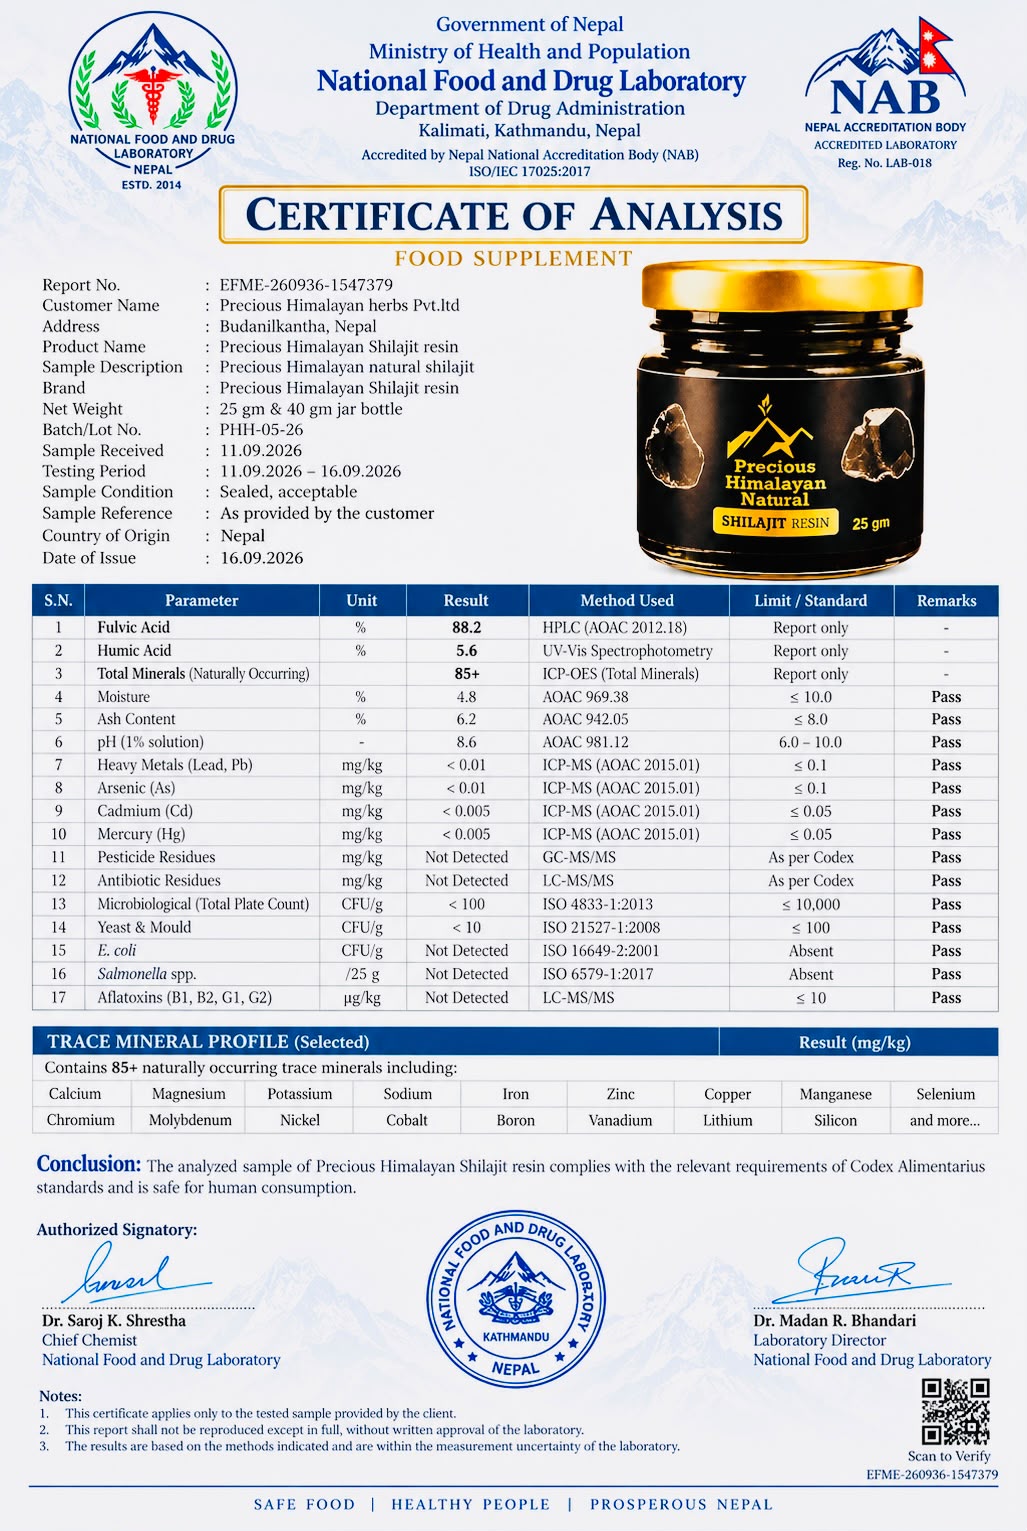 NATIONAL FOOD AND DRUG
LABORATORY
NEPAL
ESTD. 2014
Government of Nepal
Ministry of Health and Population
National Food and Drug Laboratory
Department of Drug Administration
Kalimati, Kathmandu, Nepal
Accredited by Nepal National Accreditation Body (NAB)
ISO/IEC 17025:2017
NAB
NEPAL ACCREDITATION BODY
ACCREDITED LABORATORY
Reg. No. LAB-018
CERTIFICATE OF ANALYSIS
FOOD SUPPLEMENT
Report No. : EFME-260936-1547379
Customer Name : Precious Himalayan herbs Pvt.ltd
Address : Budanilkantha, Nepal
Product Name : Precious Himalayan Shilajit resin
Sample Description : Precious Himalayan natural shilajit
Brand : Precious Himalayan Shilajit resin
Net Weight : 25 gm & 40 gm jar bottle
Batch/Lot No. : PHH-05-26
Sample Received : 11.09.2026
Testing Period : 11.09.2026 – 16.09.2026
Sample Condition : Sealed, acceptable
Sample Reference : As provided by the customer
Country of Origin : Nepal
Date of Issue : 16.09.2026
Precious
Himalayan
Natural
SHILAJIT RESIN 25 gm
S.N. Parameter Unit Result Method Used Limit / Standard Remarks
1 Fulvic Acid % 88.2 HPLC (AOAC 2012.18) Report only -
2 Humic Acid % 5.6 UV-Vis Spectrophotometry Report only -
3 Total Minerals (Naturally Occurring) 85+ ICP-OES (Total Minerals) Report only -
4 Moisture % 4.8 AOAC 969.38 ≤ 10.0 Pass
5 Ash Content % 6.2 AOAC 942.05 ≤ 8.0 Pass
6 pH (1% solution) - 8.6 AOAC 981.12 6.0 – 10.0 Pass
7 Heavy Metals (Lead, Pb) mg/kg < 0.01 ICP-MS (AOAC 2015.01) ≤ 0.1 Pass
8 Arsenic (As) mg/kg < 0.01 ICP-MS (AOAC 2015.01) ≤ 0.1 Pass
9 Cadmium (Cd) mg/kg < 0.005 ICP-MS (AOAC 2015.01) ≤ 0.05 Pass
10 Mercury (Hg) mg/kg < 0.005 ICP-MS (AOAC 2015.01) ≤ 0.05 Pass
11 Pesticide Residues mg/kg Not Detected GC-MS/MS As per Codex Pass
12 Antibiotic Residues mg/kg Not Detected LC-MS/MS As per Codex Pass
13 Microbiological (Total Plate Count) CFU/g < 100 ISO 4833-1:2013 ≤ 10,000 Pass
14 Yeast & Mould CFU/g < 10 ISO 21527-1:2008 ≤ 100 Pass
15 E. coli CFU/g Not Detected ISO 16649-2:2001 Absent Pass
16 Salmonella spp. /25 g Not Detected ISO 6579-1:2017 Absent Pass
17 Aflatoxins (B1, B2, G1, G2) µg/kg Not Detected LC-MS/MS ≤ 10 Pass
TRACE MINERAL PROFILE (Selected) Result (mg/kg)
Contains 85+ naturally occurring trace minerals including:
Calcium Magnesium Potassium Sodium Iron Zinc Copper Manganese Selenium
Chromium Molybdenum Nickel Cobalt Boron Vanadium Lithium Silicon and more...
Conclusion: The analyzed sample of Precious Himalayan Shilajit resin complies with the relevant requirements of Codex Alimentarius
standards and is safe for human consumption.
Authorized Signatory:
Dr. Saroj K. Shrestha
Chief Chemist
National Food and Drug Laboratory
NATIONAL FOOD AND DRUG LABORTORY
KATHMANDU
NEPAL
Dr. Madan R. Bhandari
Laboratory Director
National Food and Drug Laboratory
Notes:
1. This certificate applies only to the tested sample provided by the client.
2. This report shall not be reproduced except in full, without written approval of the laboratory.
3. The results are based on the methods indicated and are within the measurement uncertainty of the laboratory.
Scan to Verify
EFME-260936-1547379
SAFE FOOD | HEALTHY PEOPLE | PROSPEROUS NEPAL